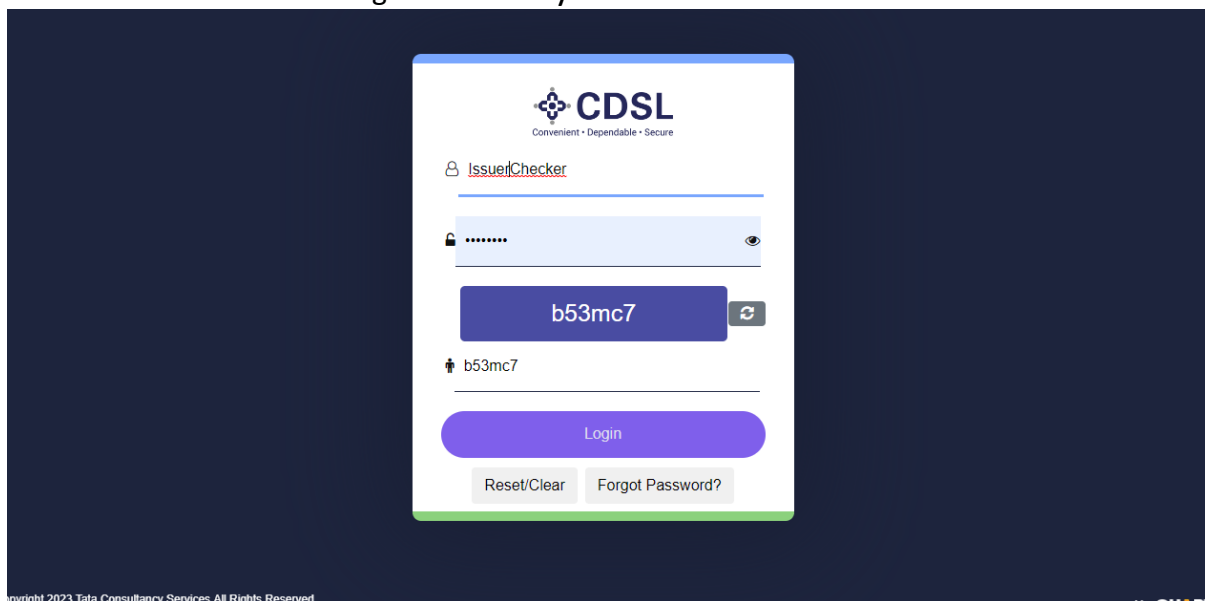 CDSL
Convenient • Dependable • Secure
IssuerChecker
••••••••
b53mc7
b53mc7
Login
Reset/Clear Forgot Password?
2023 Tata Consultancy Services All Rights Reserved